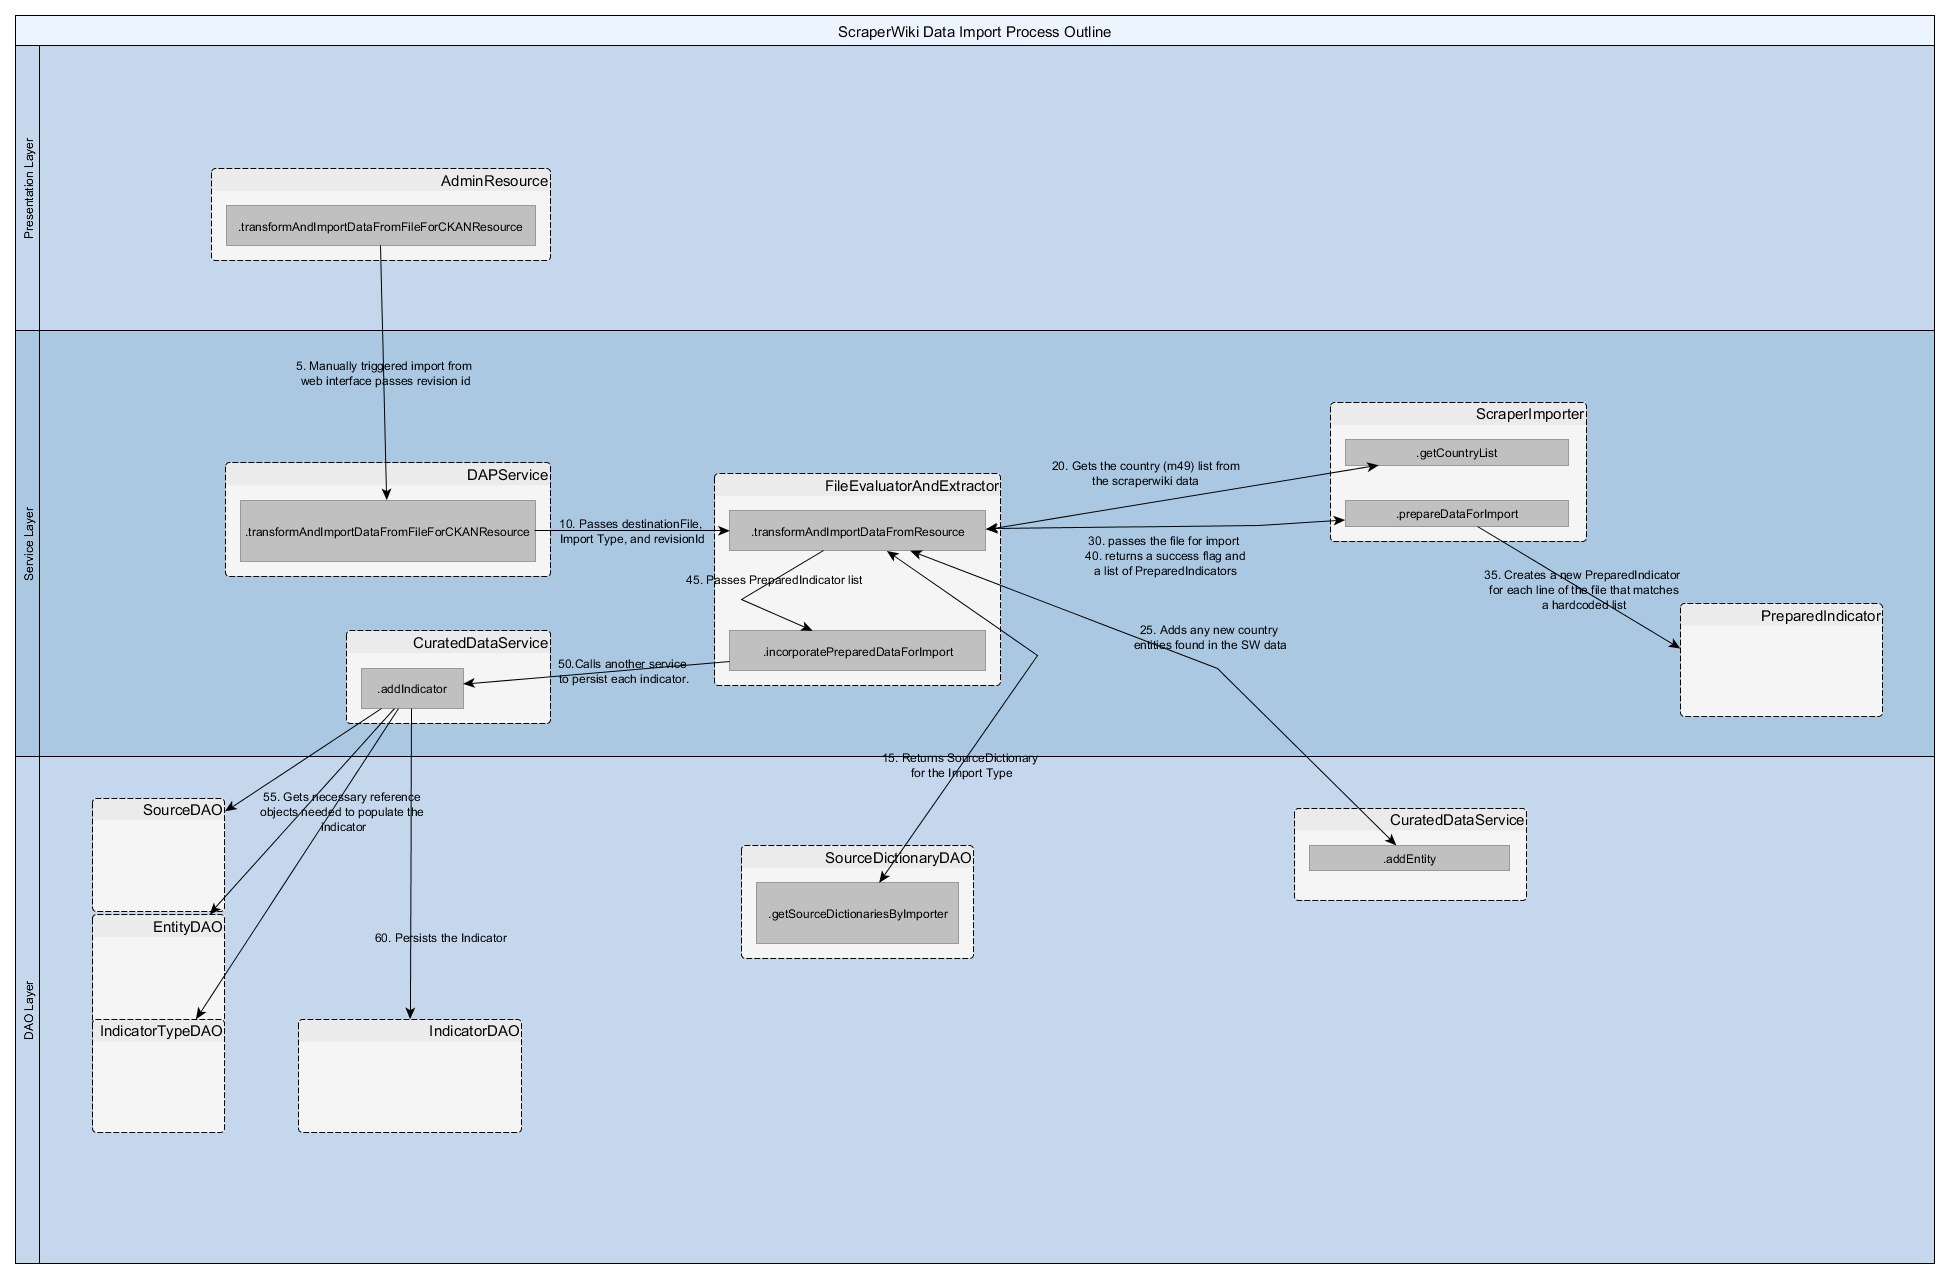 ScraperWiki Data Import Process Outline
Presentation Layer
AdminResource
.transformAndImportDataFromFileForCKANResource
Service Layer
5. Manually triggered import from
web interface passes revision id
DAPService
.transformAndImportDataFromFileForCKANResource
10. Passes destinationFile,
Import Type, and revisionId
FileEvaluatorAndExtractor
.transformAndImportDataFromResource
45. Passes PreparedIndicator list
.incorporatePreparedDataForImport
20. Gets the country (m49) list from
the scraperwiki data
30. passes the file for import
40. returns a success flag and
a list of PreparedIndicators
ScraperImporter
.getCountryList
.prepareDataForImport
35. Creates a new PreparedIndicator
for each line of the file that matches
a hardcoded list
PreparedIndicator
25. Adds any new country
entities found in the SW data
CuratedDataService
.addIndicator
50.Calls another service
to persist each indicator.
DAO Layer
15. Returns SourceDictionary
for the Import Type
SourceDAO
55. Gets necessary reference
objects needed to populate the
Indicator
EntityDAO
IndicatorTypeDAO
60. Persists the Indicator
IndicatorDAO
SourceDictionaryDAO
.getSourceDictionariesByImporter
CuratedDataService
.addEntity